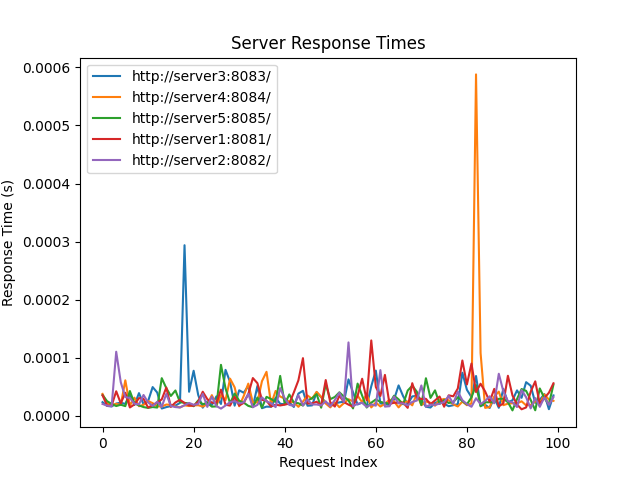 Server Response Times
http://server3:8083/
http://server4:8084/
http://server5:8085/
http://server1:8081/
http://server2:8082/
Response Time (s)
0.0006
0.0005
0.0004
0.0003
0.0002
0.0001
0.0000
0 20 40 60 80 100
Request Index